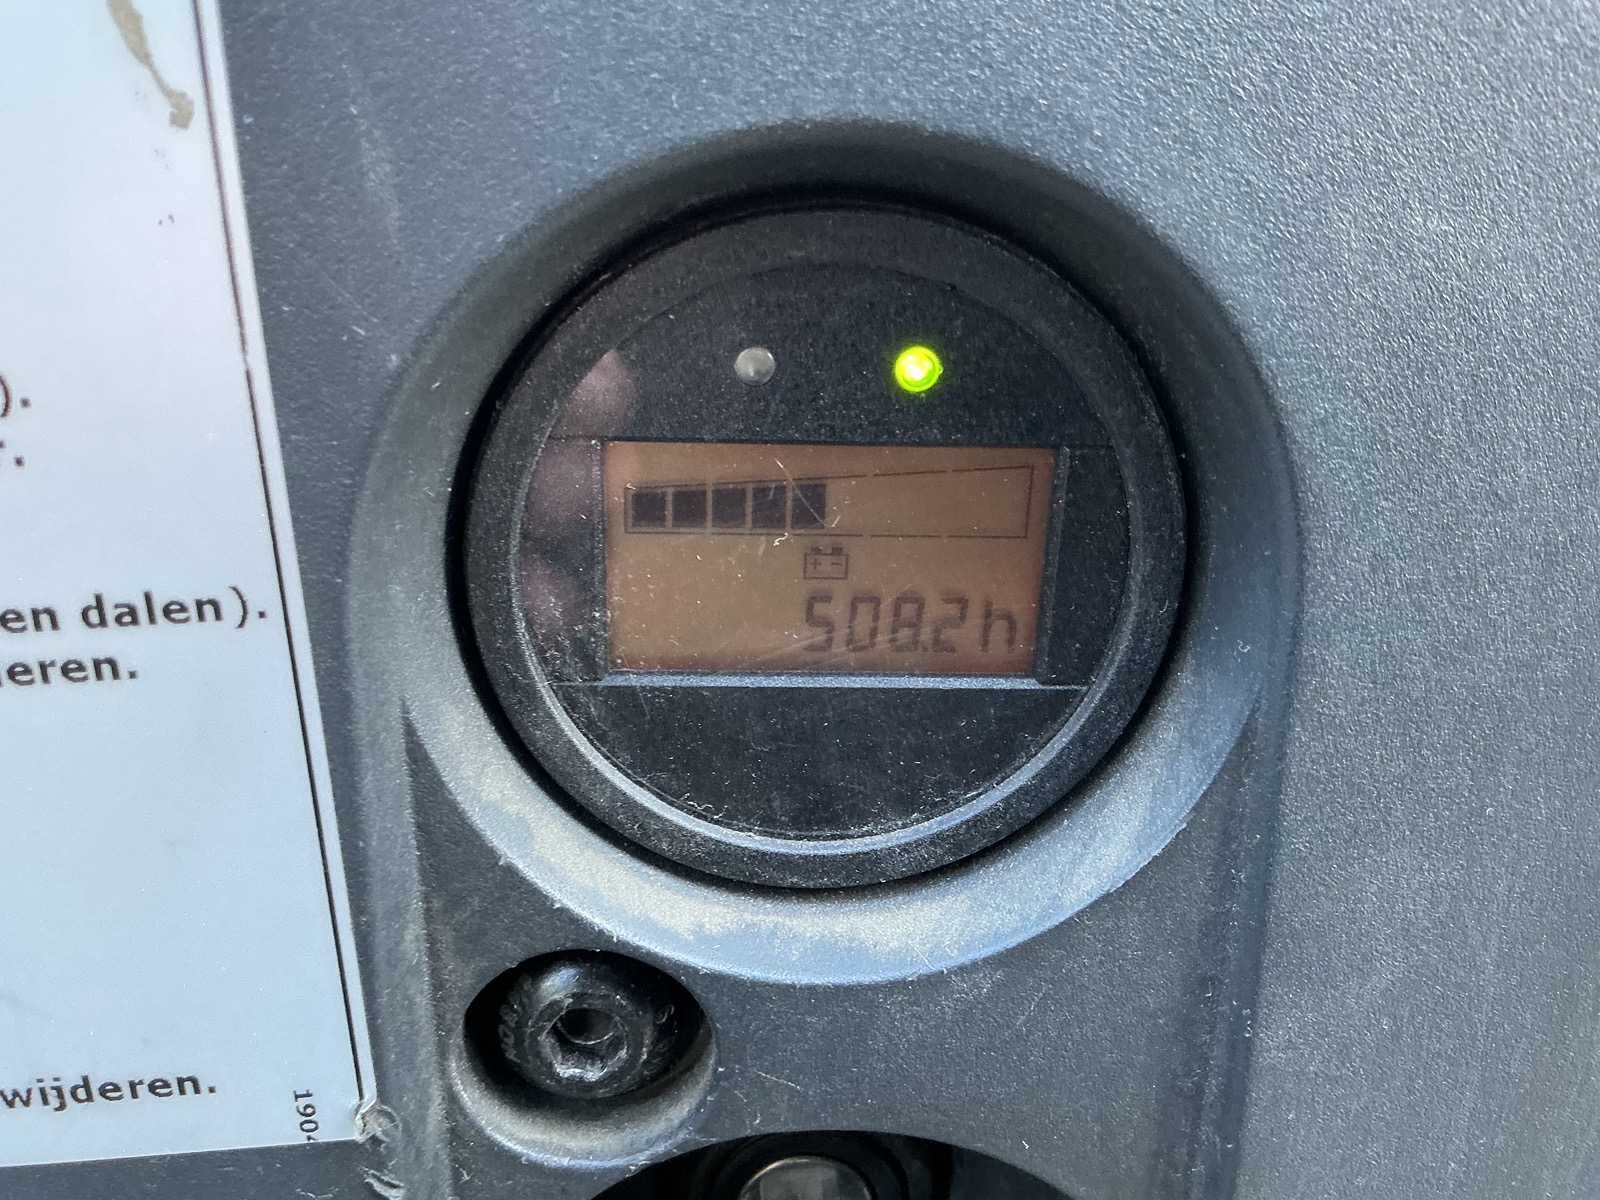 ).
.
en dalen).
eren.
508.2h
wijderen.
190